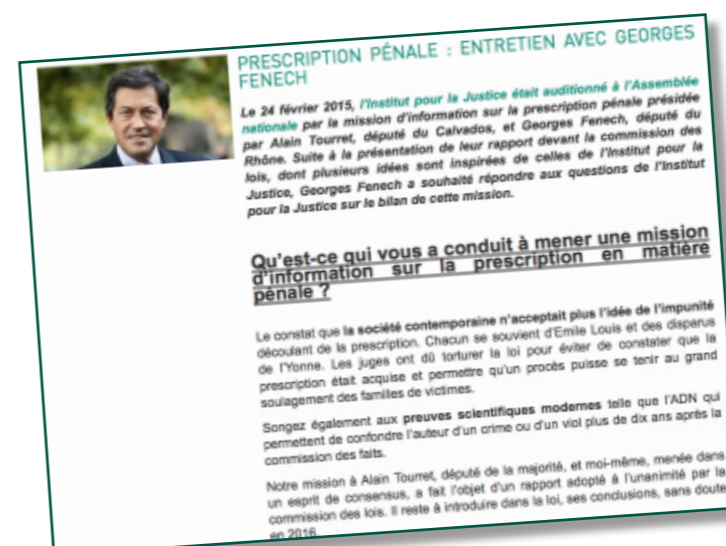 PRESCRIPTION PÉNALE : ENTRETIEN AVEC GEORGES
FENECH
Le 24 février 2015, l'Institut pour la Justice était auditionné à l'Assemblée
nationale par la mission d'information sur la prescription pénale présidée
par Alain Tourret, député du Calvados, et Georges Fenech, député du
Rhône. Suite à la présentation de leur rapport devant la commission des
lois, dont plusieurs idées sont inspirées de celles de l'Institut pour la
Justice, Georges Fenech a souhaité répondre aux questions de l'Institut
pour la Justice sur le bilan de cette mission.
Qu'est-ce qui vous a conduit à mener une mission
d'information sur la prescription en matière
pénale ?
Le constat que la société contemporaine n'acceptait plus l'idée de l'impunité
découlant de la prescription. Chacun se souvient d'Emile Louis et des disparus
de l'Yonne. Les juges ont dû torturer la loi pour éviter de constater que la
prescription était acquise et permettre qu'un procès puisse se tenir au grand
soulagement des familles de victimes.
Songez également aux preuves scientifiques modernes telle que l'ADN qui
permettent de confondre l'auteur d'un crime ou d'un viol plus de dix ans après la
commission des faits.
Notre mission à Alain Tourret, député de la majorité, et moi-même, menée dans
un esprit de consensus, a fait l'objet d'un rapport adopté à l'unanimité par la
commission des lois. Il reste à introduire dans la loi, ses conclusions, sans doute
en 2016.